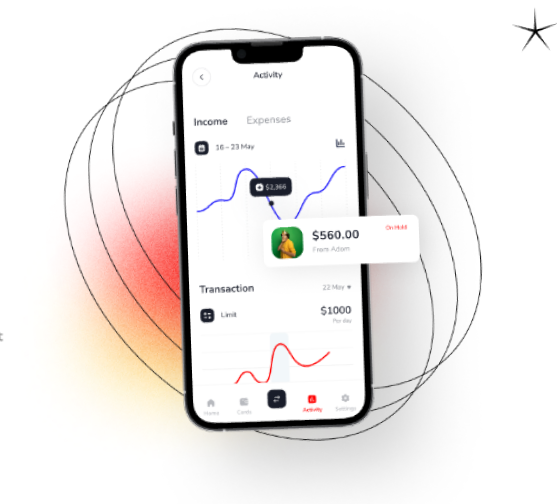 Activity
Income Expenses
16 – 23 May
$2,366
$560.00
On Hold
From Adom
Transaction
22 May
Limit
$1000
Per day
Home
Cards
Activity
Settings